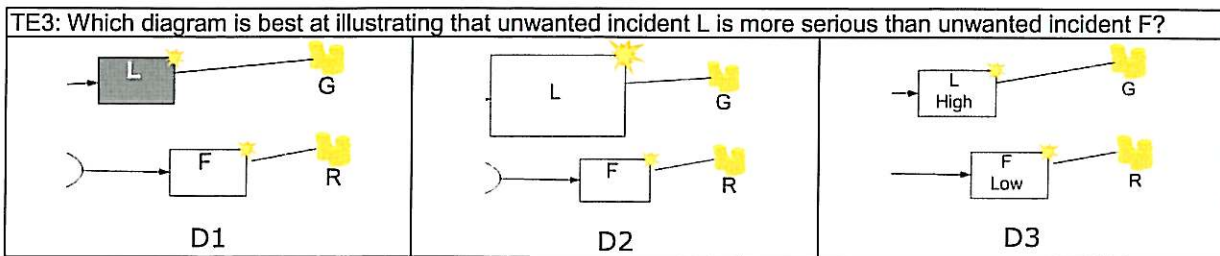 TE3: Which diagram is best at illustrating that unwanted incident L is more serious than unwanted incident F?
L
G
F
R
D1
L
G
F
R
D2
L
High
G
F
Low
R
D3